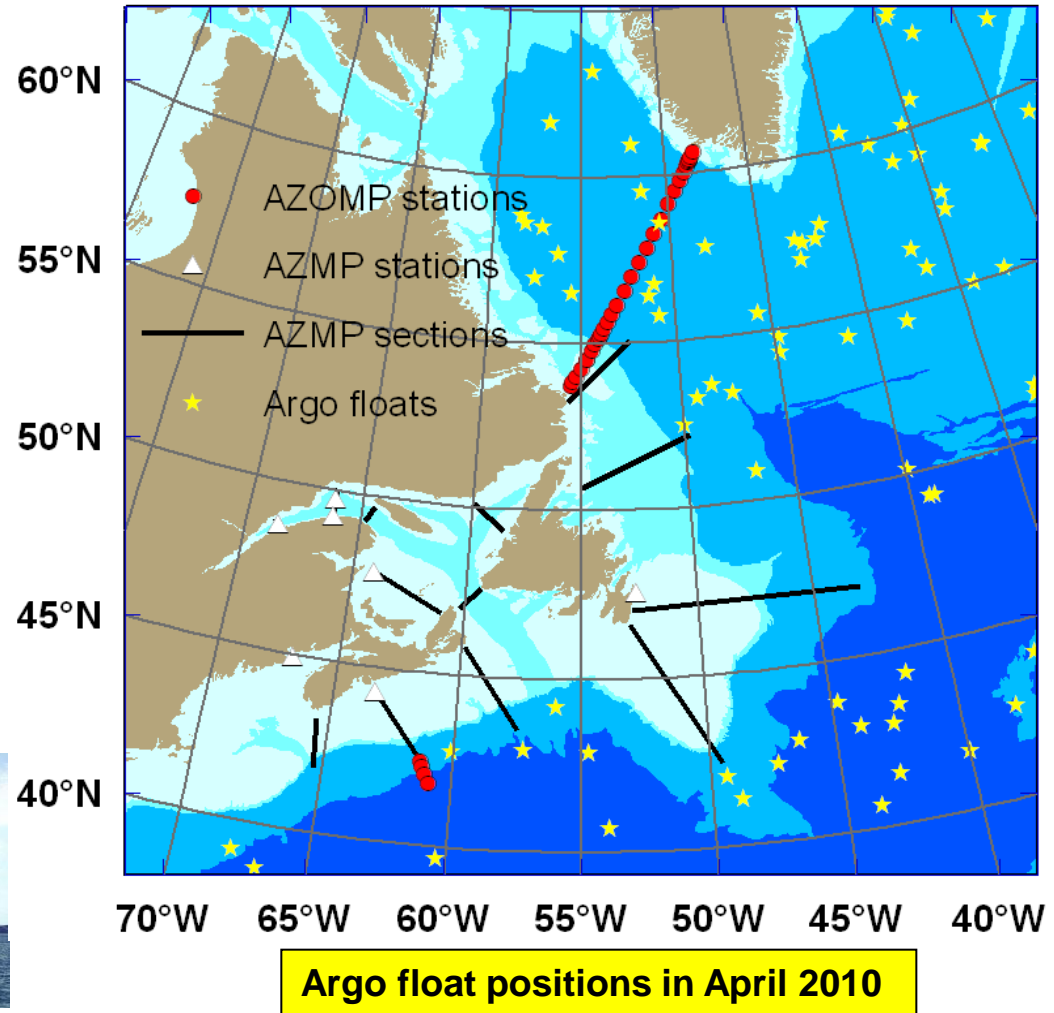 60°N
55°N
50°N
45°N
40°N
AZOMP stations
AZMP stations
AZMP sections
Argo floats
70°W 65°W 60°W 55°W 50°W 45°W 40°W
Argo float positions in April 2010